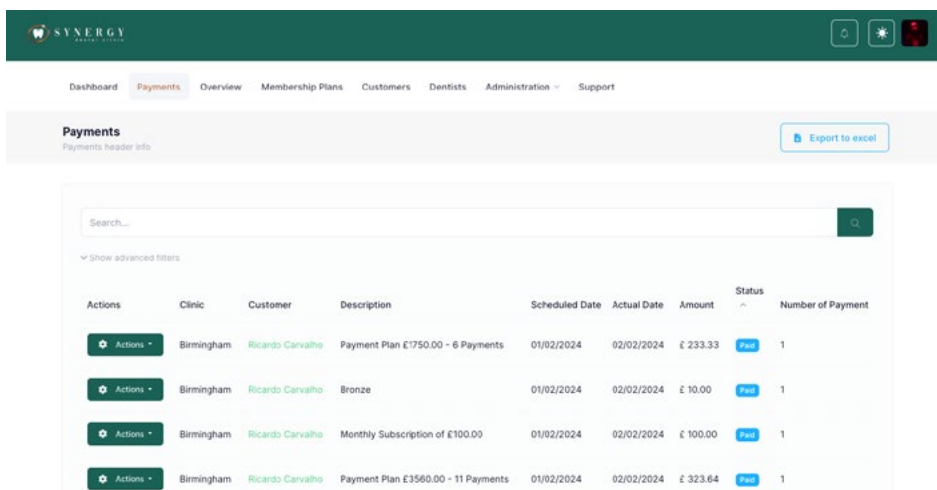 SYNERGY
dental clinic
Dashboard Payments Overview Membership Plans Customers Dentists Administration Support
Payments
Payments header info
Export to excel
Search...
Show advanced filters
Actions Clinic Customer Description Scheduled Date Actual Date Amount Status Number of Payment
Actions Birmingham Ricardo Carvalho Payment Plan £1750.00 - 6 Payments 01/02/2024 02/02/2024 £ 233.33 Paid 1
Actions Birmingham Ricardo Carvalho Bronze 01/02/2024 02/02/2024 £ 10.00 Paid 1
Actions Birmingham Ricardo Carvalho Monthly Subscription of £100.00 01/02/2024 02/02/2024 £ 100.00 Paid 1
Actions Birmingham Ricardo Carvalho Payment Plan £3560.00 - 11 Payments 01/02/2024 02/02/2024 £ 323.64 Paid 1